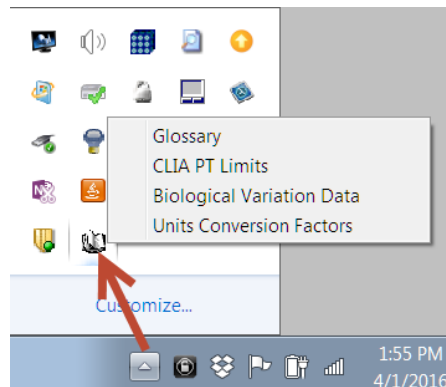 Glossary
CLIA PT Limits
Biological Variation Data
Units Conversion Factors
Customize...
1:55 PM
4/1/2016